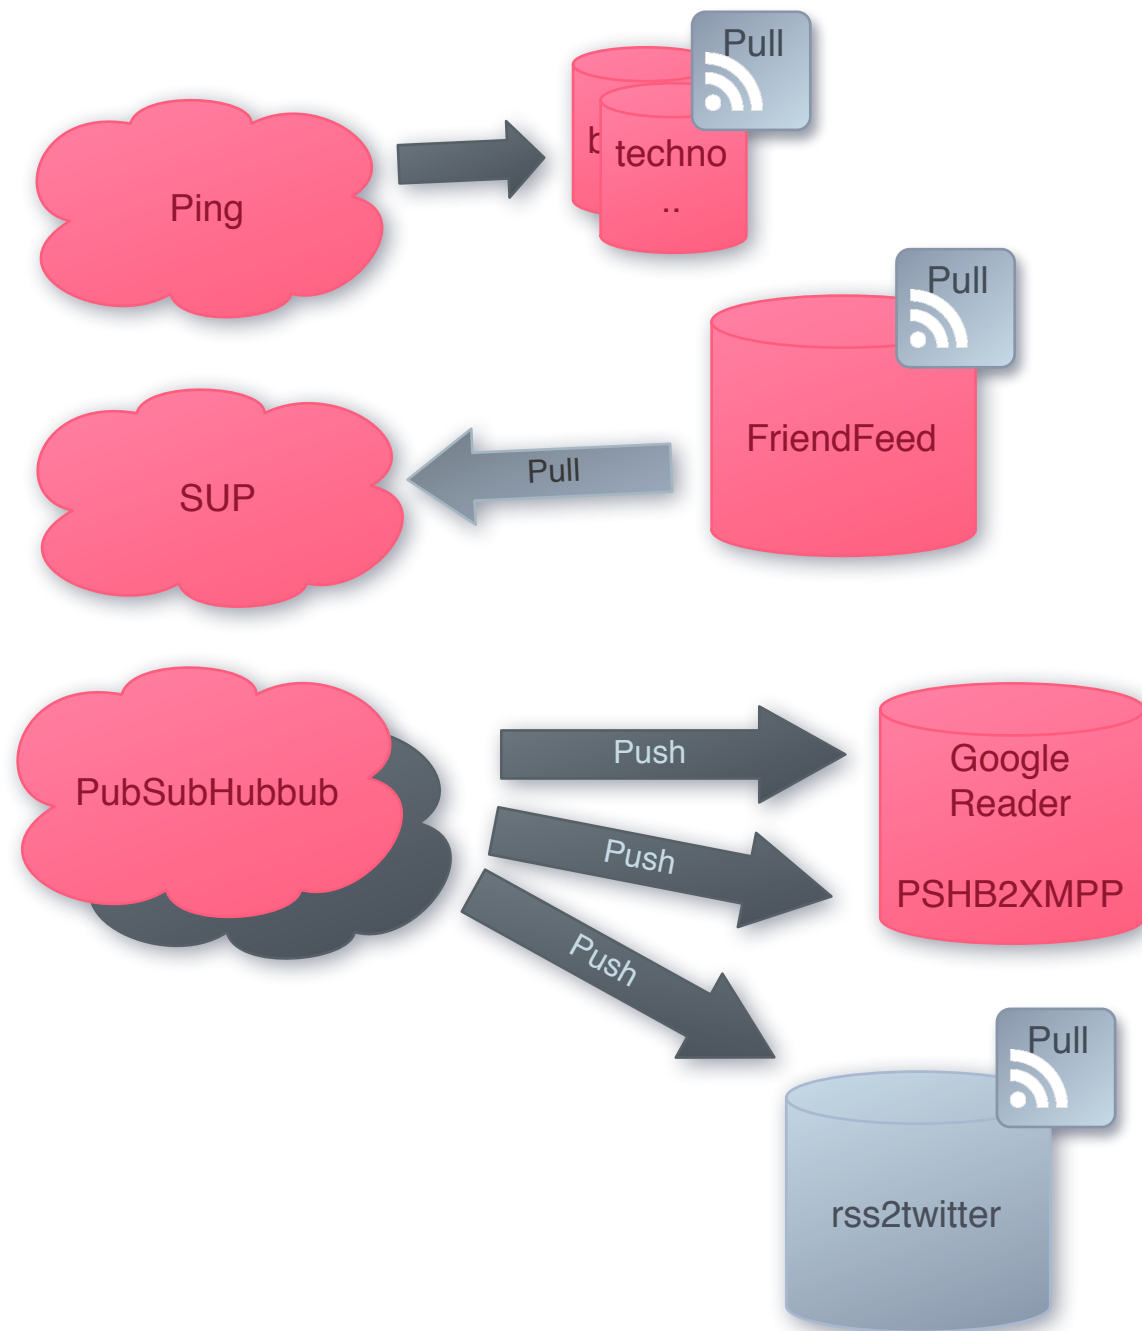 Pull
Ping
techno
..
Pull
FriendFeed
Pull
SUP
PubSubHubbub
Push
Google
Reader
Push
PSHB2XMPP
Push
Pull
rss2twitter